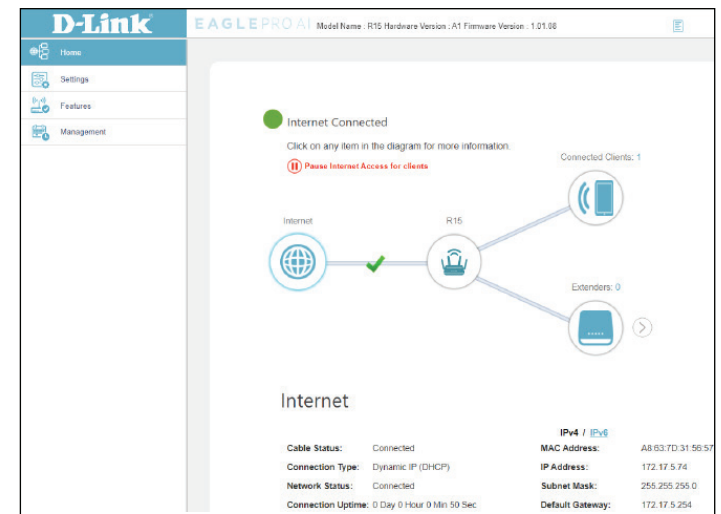 D-Link
EAGLE PRO AI Model Name : R15 Hardware Version : A1 Firmware Version : 1.01.08
Home
Settings
Features
Management
Internet Connected
Click on any item in the diagram for more information.
Pause Internet Access for clients
Connected Clients: 1
Internet
R15
Extenders: 0
Internet
IPv4 / IPv6
Cable Status: Connected MAC Address: A8:63:7D:31:56:57
Connection Type: Dynamic IP (DHCP) IP Address: 172.17.5.74
Network Status: Connected Subnet Mask: 255.255.255.0
Connection Uptime: 0 Day 0 Hour 0 Min 50 Sec Default Gateway: 172.17.5.254